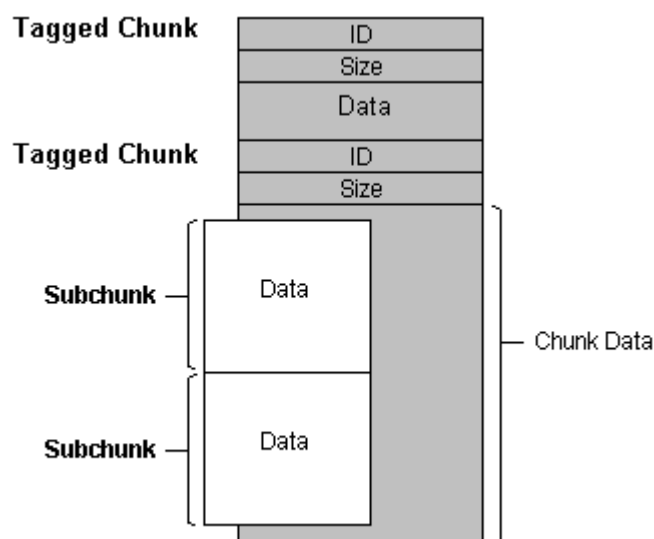 Tagged Chunk
ID
Size
Data
Tagged Chunk
ID
Size
Subchunk
Data
Chunk Data
Subchunk
Data